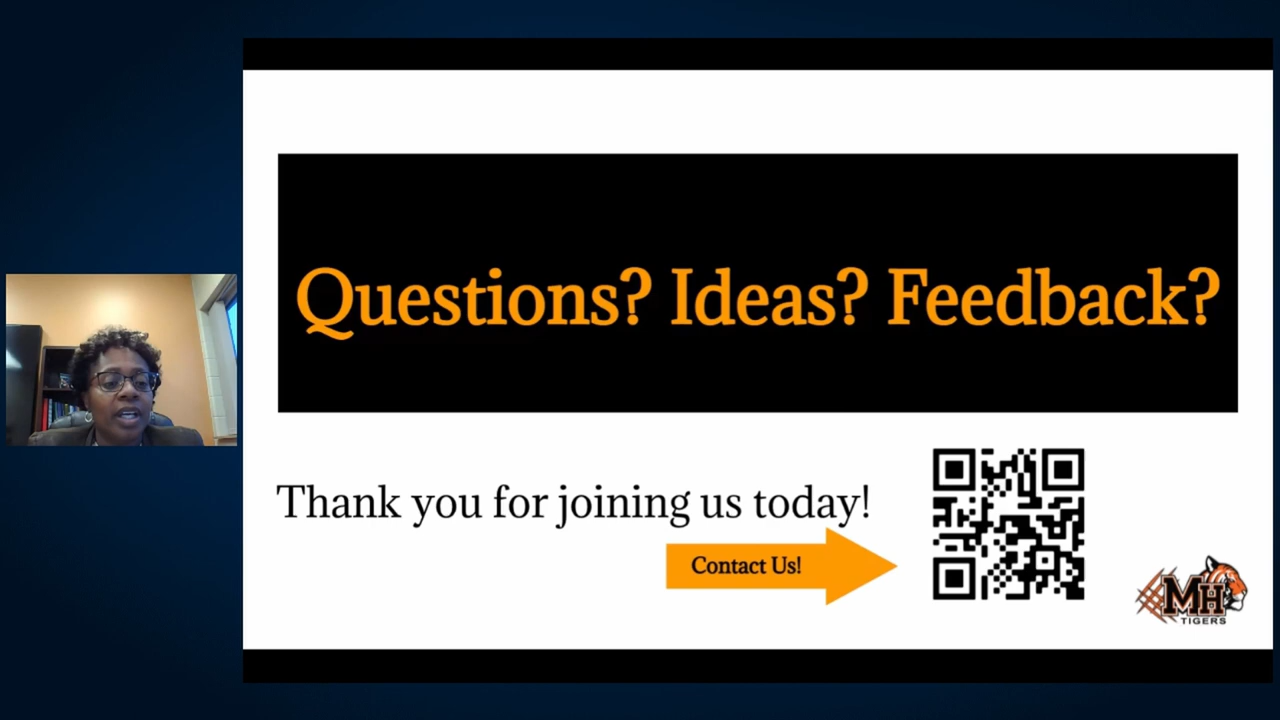 Questions? Ideas? Feedback?
Thank you for joining us today!
Contact Us!
MH
TIGERS